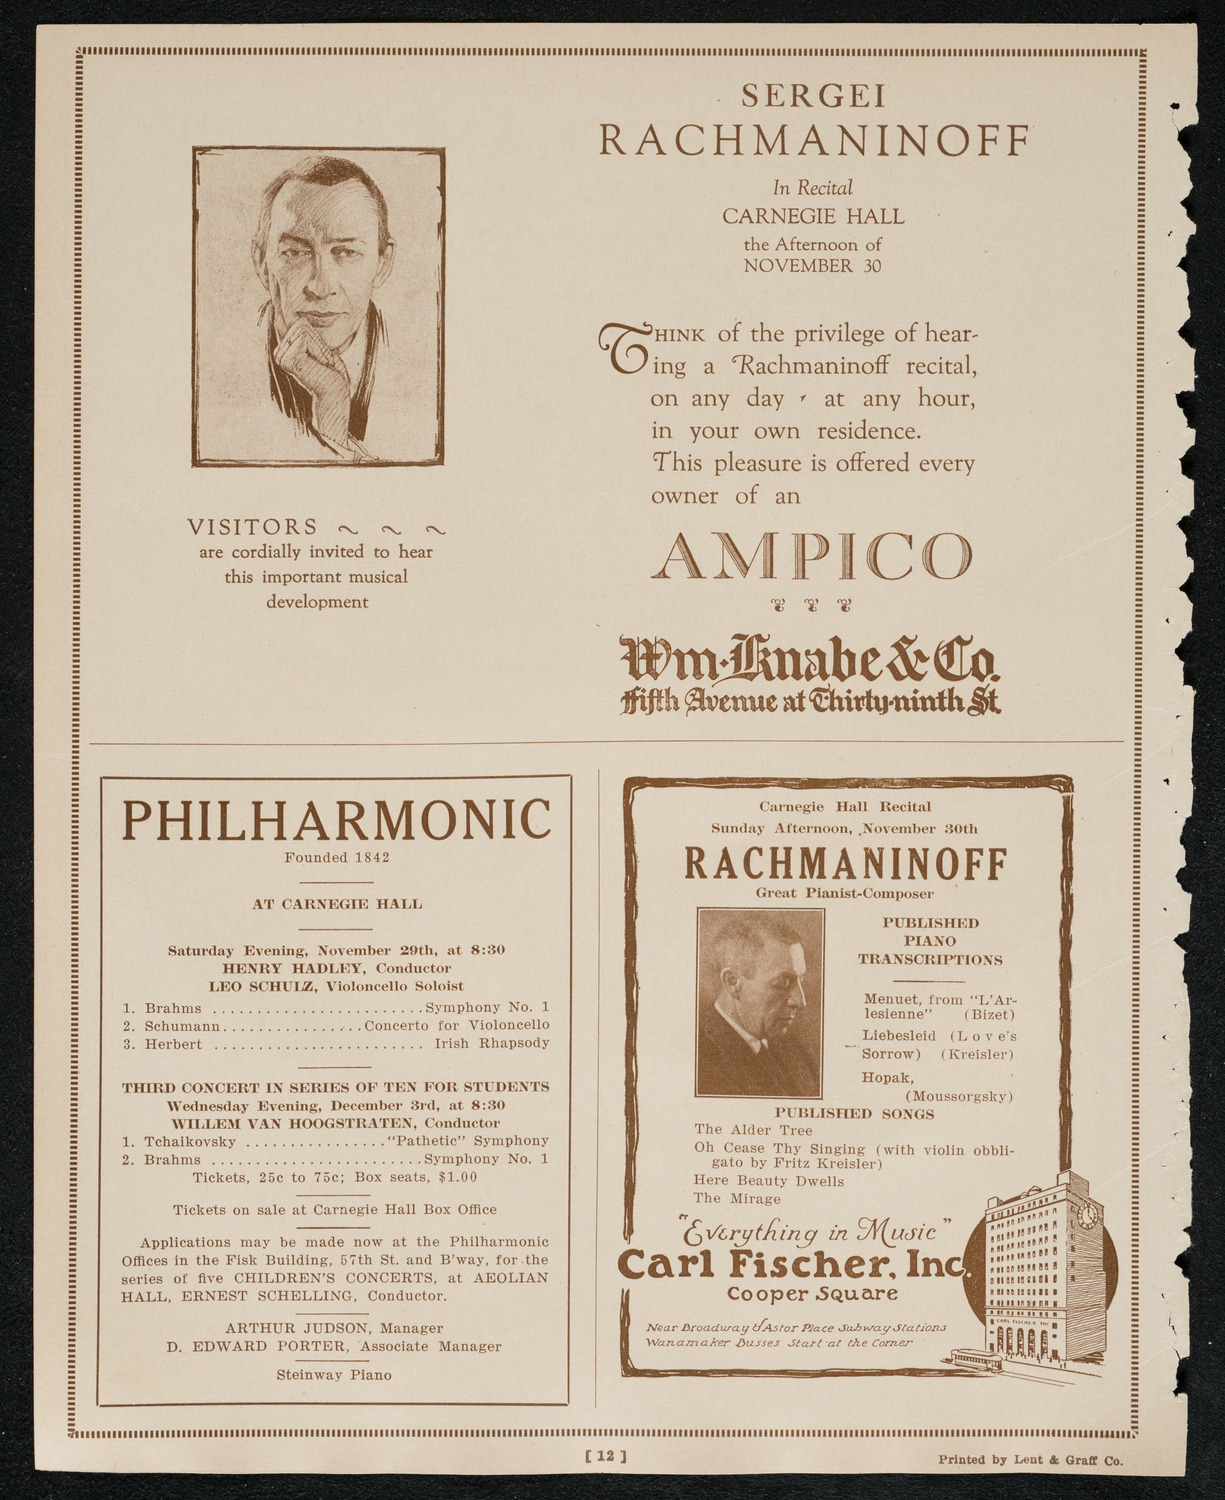 SERGEI
RACHMANINOFF
In Recital
CARNEGIE HALL
the Afternoon of
NOVEMBER 30
THINK of the privilege of hear-
ing a Rachmaninoff recital,
on any day, at any hour,
in your own residence.
This pleasure is offered every
owner of an
AMPICO
Wm. Knabe & Co.
Fifth Avenue at Thirty-ninth St.
VISITORS
are cordially invited to hear
this important musical
development
PHILHARMONIC
Founded 1842
AT CARNEGIE HALL
Saturday Evening, November 29th, at 8:30
HENRY HADLEY, Conductor
LEO SCHULZ, Violoncello Soloist
1. Brahms ........................Symphony No. 1
2. Schumann................Concerto for Violoncello
3. Herbert ........................ Irish Rhapsody
THIRD CONCERT IN SERIES OF TEN FOR STUDENTS
Wednesday Evening, December 3rd, at 8:30
WILLEM VAN HOOGSTRATEN, Conductor
1. Tchaikovsky ................"Pathetic" Symphony
2. Brahms ........................Symphony No. 1
Tickets, 25c to 75c; Box seats, $1.00
Tickets on sale at Carnegie Hall Box Office
Applications may be made now at the Philharmonic
Offices in the Fisk Building, 57th St. and B'way, for the
series of five CHILDREN'S CONCERTS, at AEOLIAN
HALL, ERNEST SCHELLING, Conductor.
ARTHUR JUDSON, Manager
D. EDWARD PORTER, Associate Manager
Steinway Piano
Carnegie Hall Recital
Sunday Afternoon, November 30th
RACHMANINOFF
Great Pianist-Composer
PUBLISHED
PIANO
TRANSCRIPTIONS
Menuet, from "L'Ar-
lesienne" (Bizet)
Liebesleid (Love's
Sorrow) (Kreisler)
Hopak,
(Moussorgsky)
PUBLISHED SONGS
The Alder Tree
Oh Cease Thy Singing (with violin obbli-
gato by Fritz Kreisler)
Here Beauty Dwells
The Mirage
"Everything in Music"
Carl Fischer, Inc.
Cooper Square
Near Broadway & Astor Place Subway Stations
Wanamaker Busses Start at the Corner
CARL FISCHER INC
[ 12 ]
Printed by Lent & Graff Co.